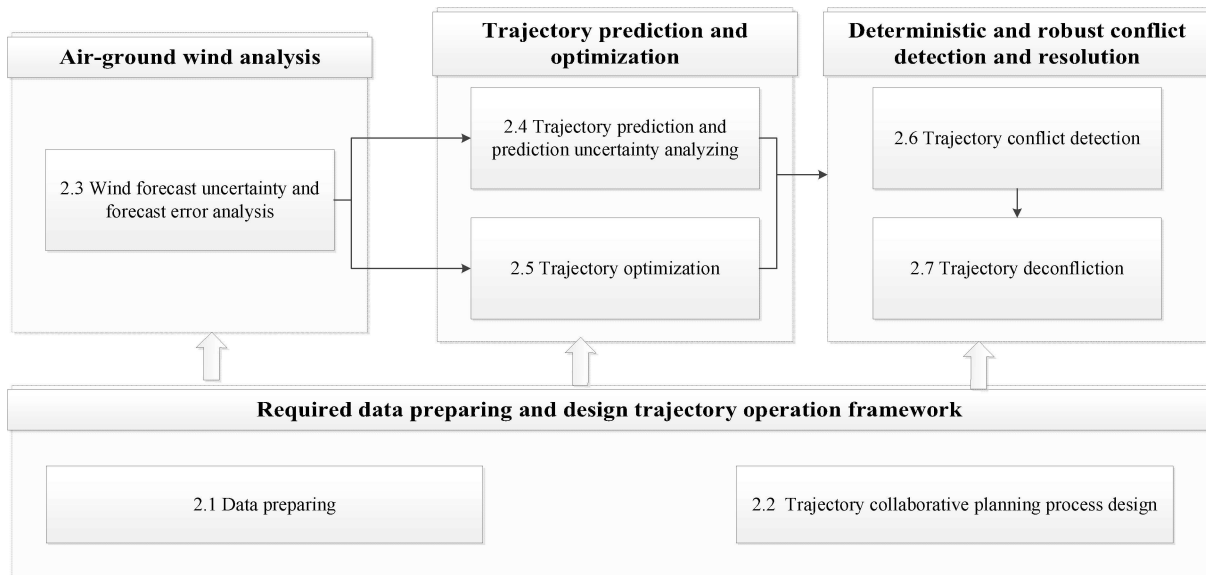 Air-ground wind analysis
2.3 Wind forecast uncertainty and
forecast error analysis
Trajectory prediction and
optimization
2.4 Trajectory prediction and
prediction uncertainty analyzing
2.5 Trajectory optimization
Deterministic and robust conflict
detection and resolution
2.6 Trajectory conflict detection
2.7 Trajectory deconfliction
Required data preparing and design trajectory operation framework
2.1 Data preparing
2.2 Trajectory collaborative planning process design